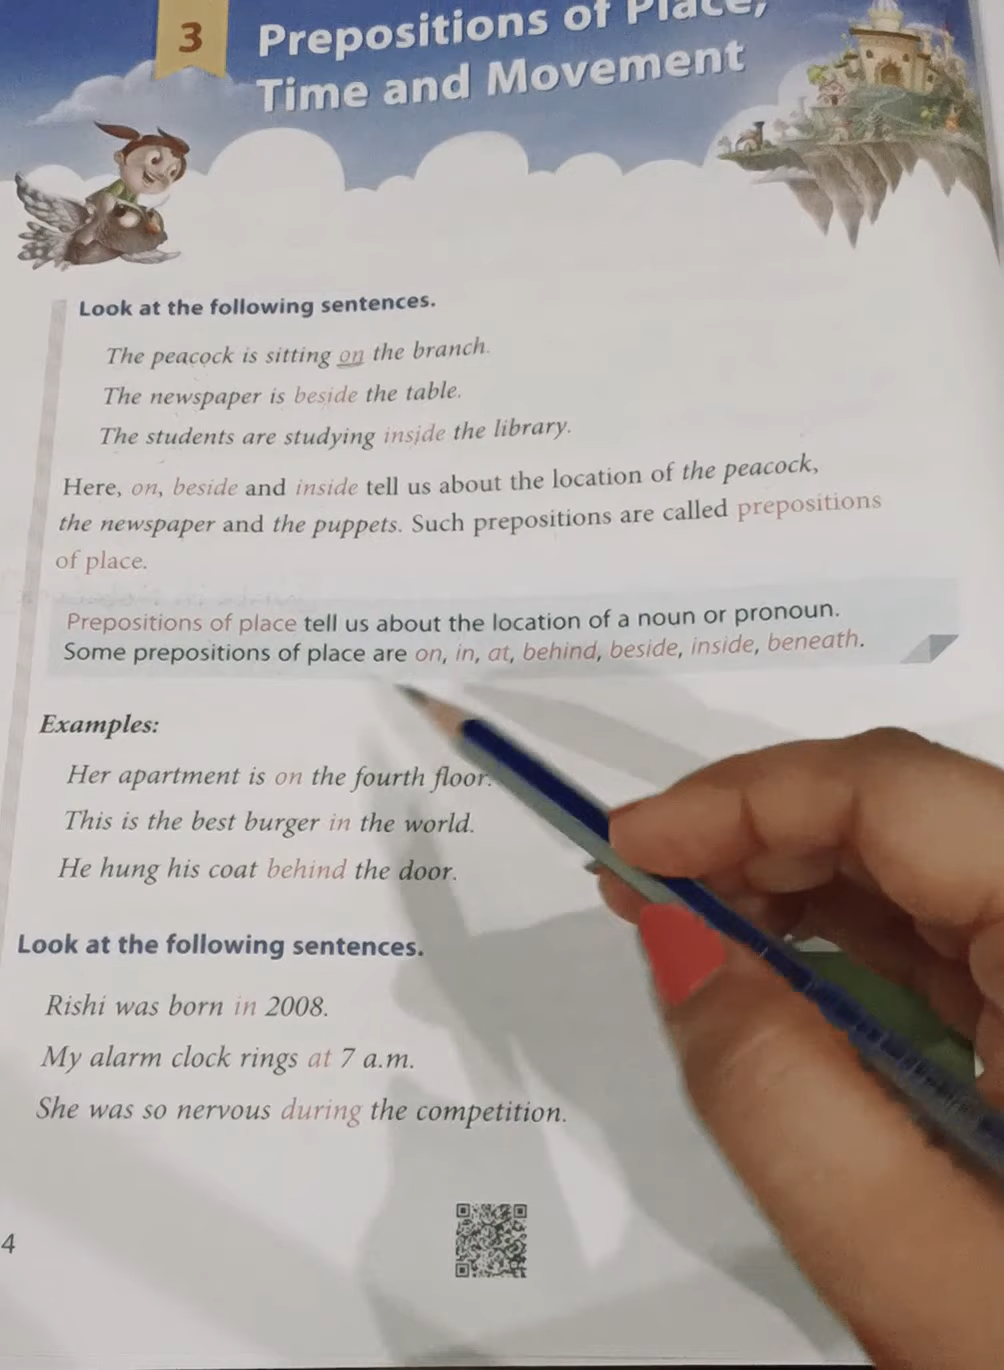 3
Prepositions of Place,
Time and Movement
Look at the following sentences.
The peacock is sitting on the branch.
The newspaper is beside the table.
The students are studying inside the library.
Here, on, beside and inside tell us about the location of the peacock,
the newspaper and the puppets. Such prepositions are called prepositions
of place.
Prepositions of place tell us about the location of a noun or pronoun.
Some prepositions of place are on, in, at, behind, beside, inside, beneath.
Examples:
Her apartment is on the fourth floor.
This is the best burger in the world.
He hung his coat behind the door.
Look at the following sentences.
Rishi was born in 2008.
My alarm clock rings at 7 a.m.
She was so nervous during the competition.
4